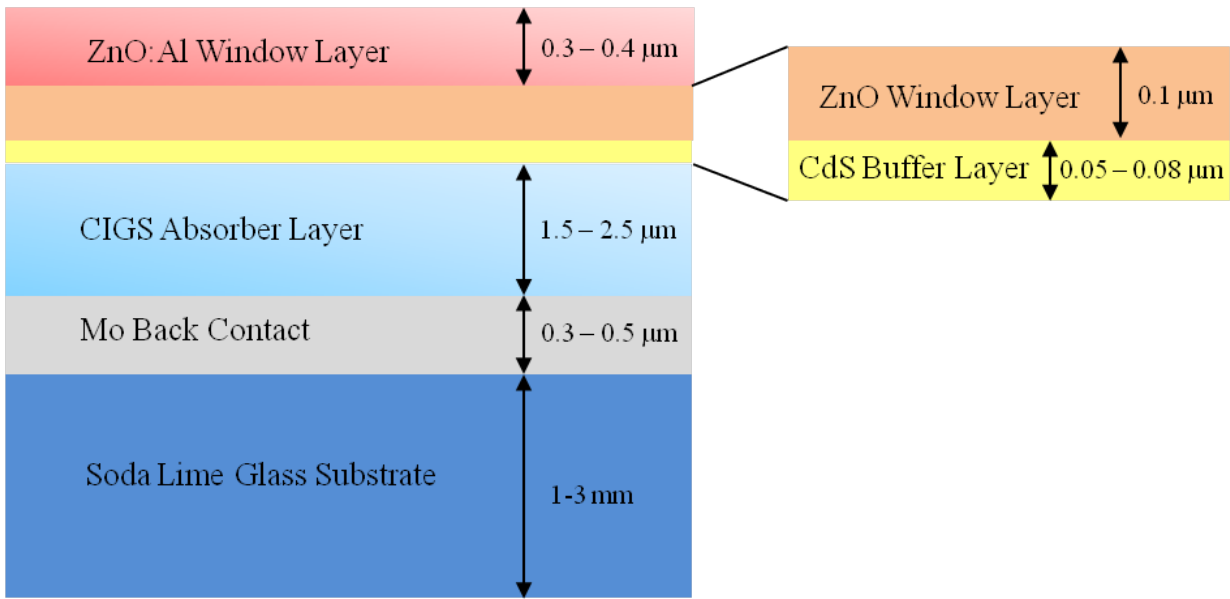 ZnO:Al Window Layer
0.3 – 0.4 μm
ZnO Window Layer
0.1 μm
CdS Buffer Layer
0.05 – 0.08 μm
CIGS Absorber Layer
1.5 – 2.5 μm
Mo Back Contact
0.3 – 0.5 μm
Soda Lime Glass Substrate
1-3 mm